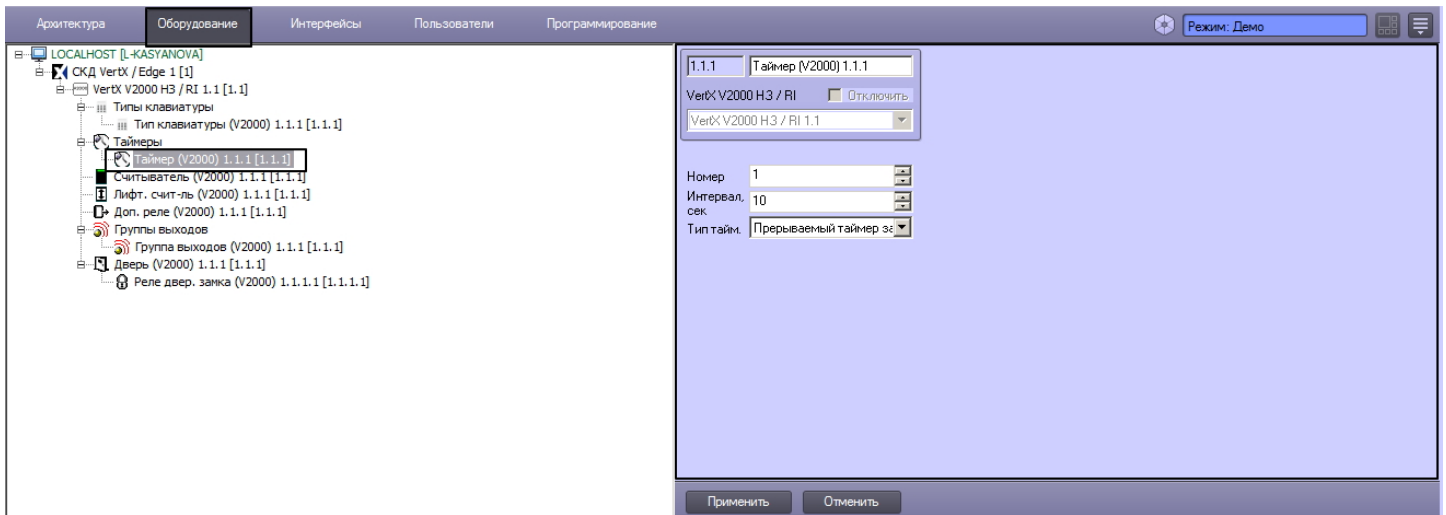 Архитектура Оборудование Интерфейсы Пользователи Программирование Режим: Демо
LOCALHOST [L-KASYANOVA]
СКД VertX / Edge 1 [1]
VertX V2000 НЗ / RI 1.1 [1.1]
Типы клавиатуры
Тип клавиатуры (V2000) 1.1.1 [1.1.1]
Таймеры
Таймер (V2000) 1.1.1 [1.1.1]
Считыватель (V2000) 1.1.1 [1.1.1]
Лифт. счит-ль (V2000) 1.1.1 [1.1.1]
Доп. реле (V2000) 1.1.1 [1.1.1]
Группы выходов
Группа выходов (V2000) 1.1.1 [1.1.1]
Дверь (V2000) 1.1.1 [1.1.1]
Реле двер. замка (V2000) 1.1.1.1 [1.1.1.1]
1.1.1 Таймер (V2000) 1.1.1
VertX V2000 НЗ / RI Отключить
VertX V2000 НЗ / RI 1.1
Номер 1
Интервал, 10
сек
Тип тайм. Прерываемый таймер за
Применить Отменить